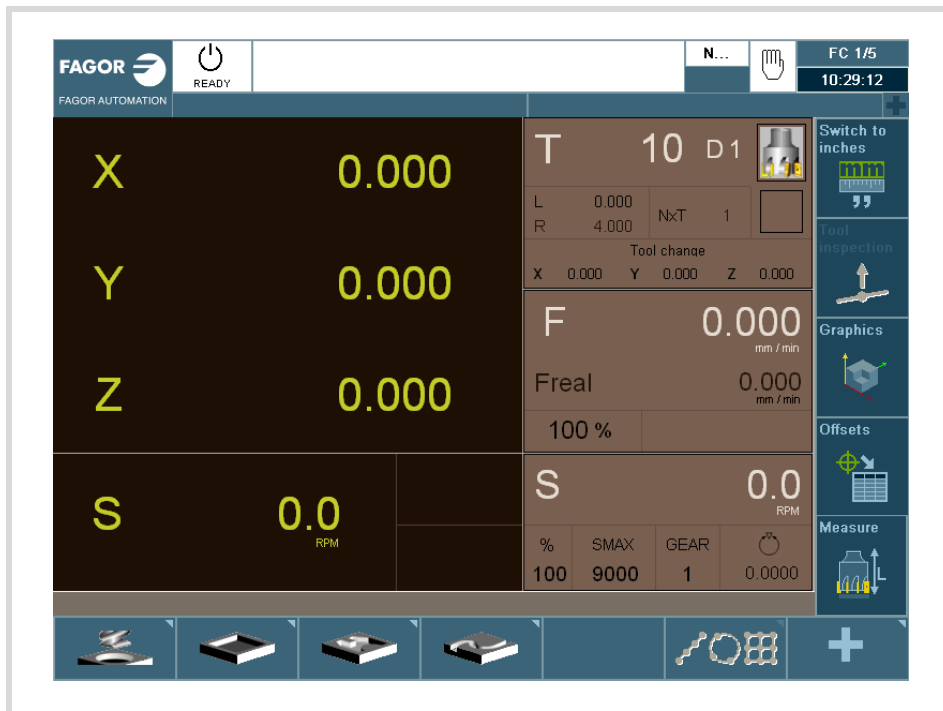 FAGOR
READY
N...
FC 1/5
10:29:12
FAGOR AUTOMATION
X 0.000
Y 0.000
Z 0.000
S 0.0
RPM
T 10 D 1
L 0.000
R 4.000
NxT 1
Tool change
X 0.000 Y 0.000 Z 0.000
F 0.000
mm / min
Freal 0.000
mm / min
100 %
S 0.0
RPM
% SMAX GEAR
100 9000 1 0.0000
Switch to
inches
mm
Tool
inspection
Graphics
Offsets
Measure
L